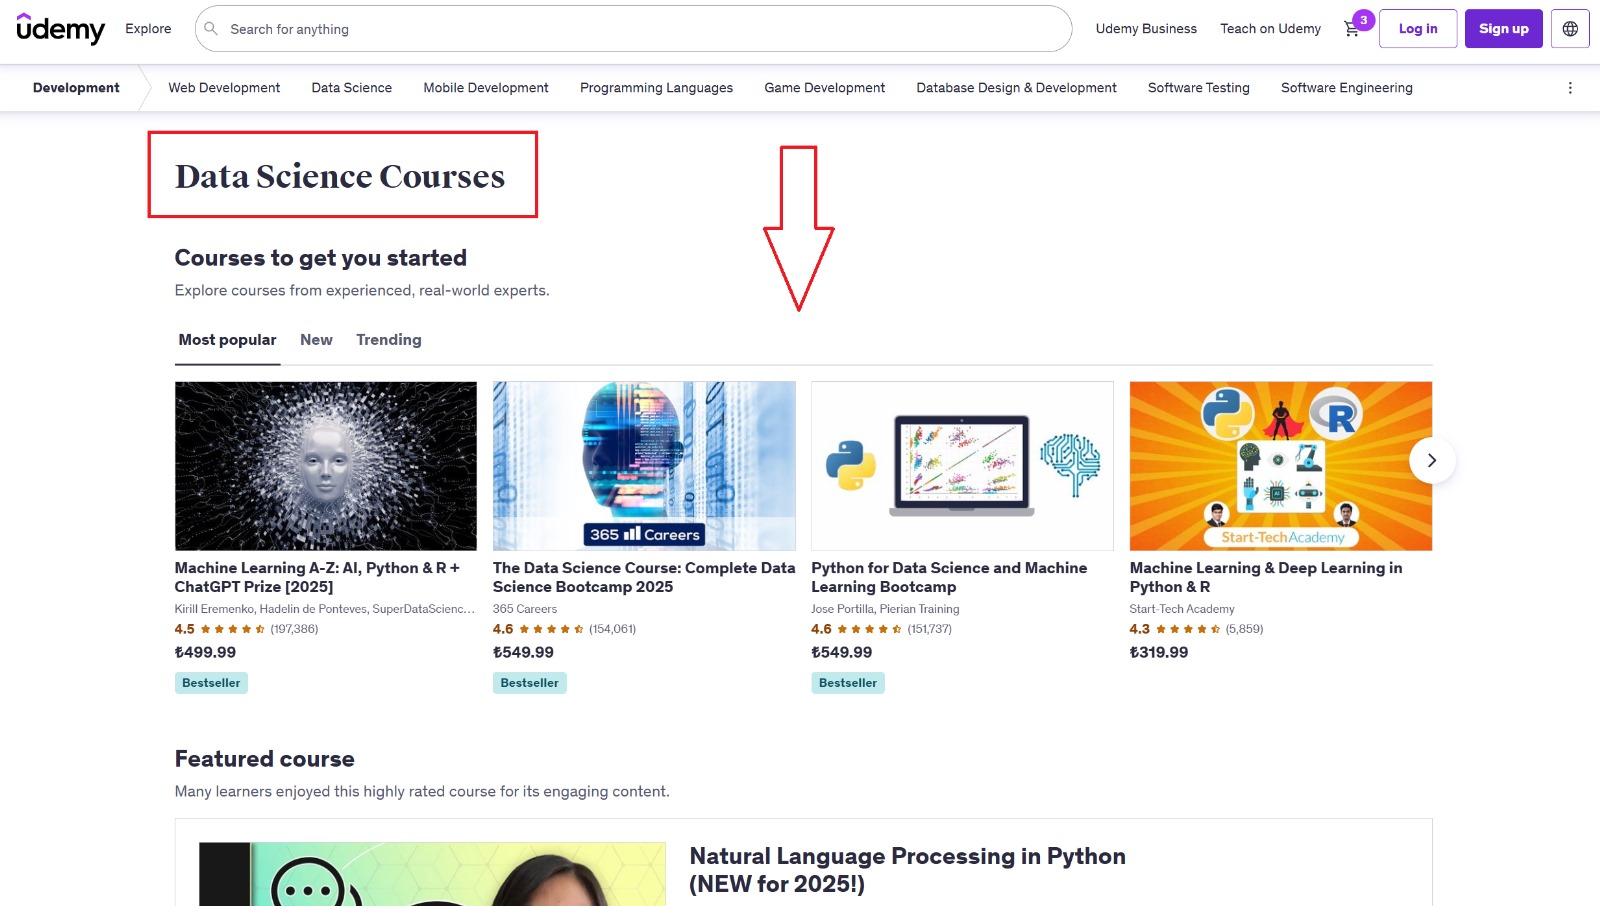 ûdemy
Explore
Search for anything
Udemy Business
Teach on Udemy
3
Log in
Sign up
Development
Web Development
Data Science
Mobile Development
Programming Languages
Game Development
Database Design & Development
Software Testing
Software Engineering
Data Science Courses
Courses to get you started
Explore courses from experienced, real-world experts.
Most popular
New
Trending
365 Careers
R
Start-Tech Academy
Machine Learning A-Z: AI, Python & R +
ChatGPT Prize [2025]
Kirill Eremenko, Hadelin de Ponteves, SuperDataScienc...
4.5
(197,386)
₺499.99
Bestseller
The Data Science Course: Complete Data
Science Bootcamp 2025
365 Careers
4.6
(154,061)
₺549.99
Bestseller
Python for Data Science and Machine
Learning Bootcamp
Jose Portilla, Pierian Training
4.6
(151,737)
₺549.99
Bestseller
Machine Learning & Deep Learning in
Python & R
Start-Tech Academy
4.3
(5,859)
₺319.99
Featured course
Many learners enjoyed this highly rated course for its engaging content.
Natural Language Processing in Python
(NEW for 2025!)